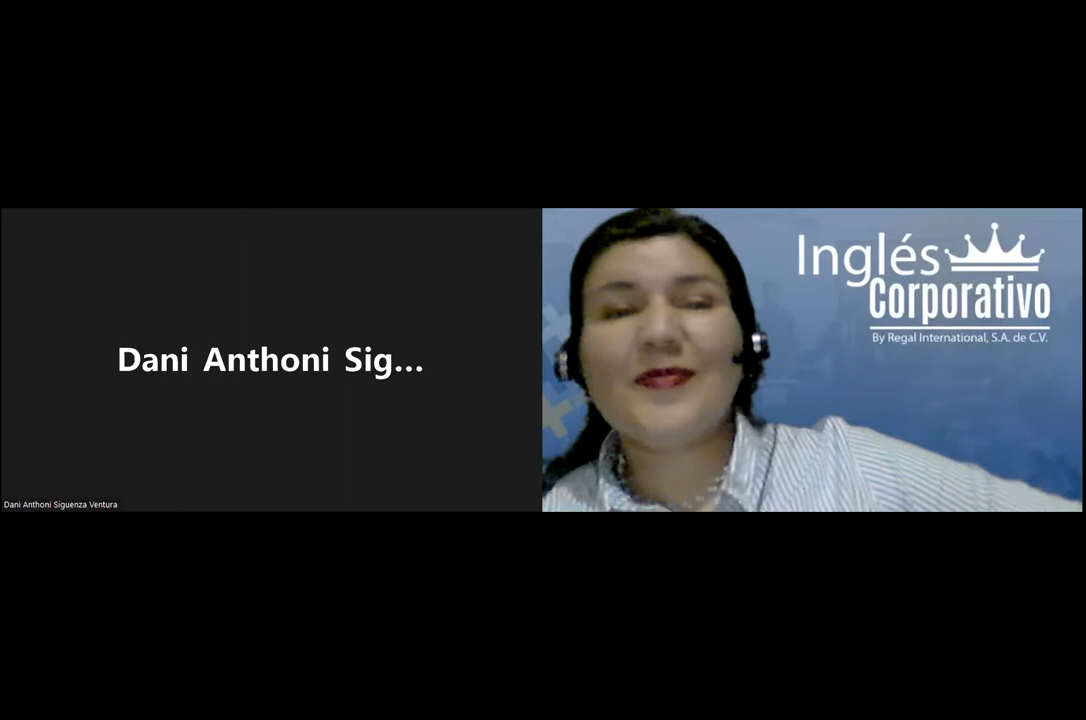 Dani Anthoni Sig...
Dani Anthoni Siguenza Ventura
Inglés
Corporativo
By Regal International, S.A. de C.V.